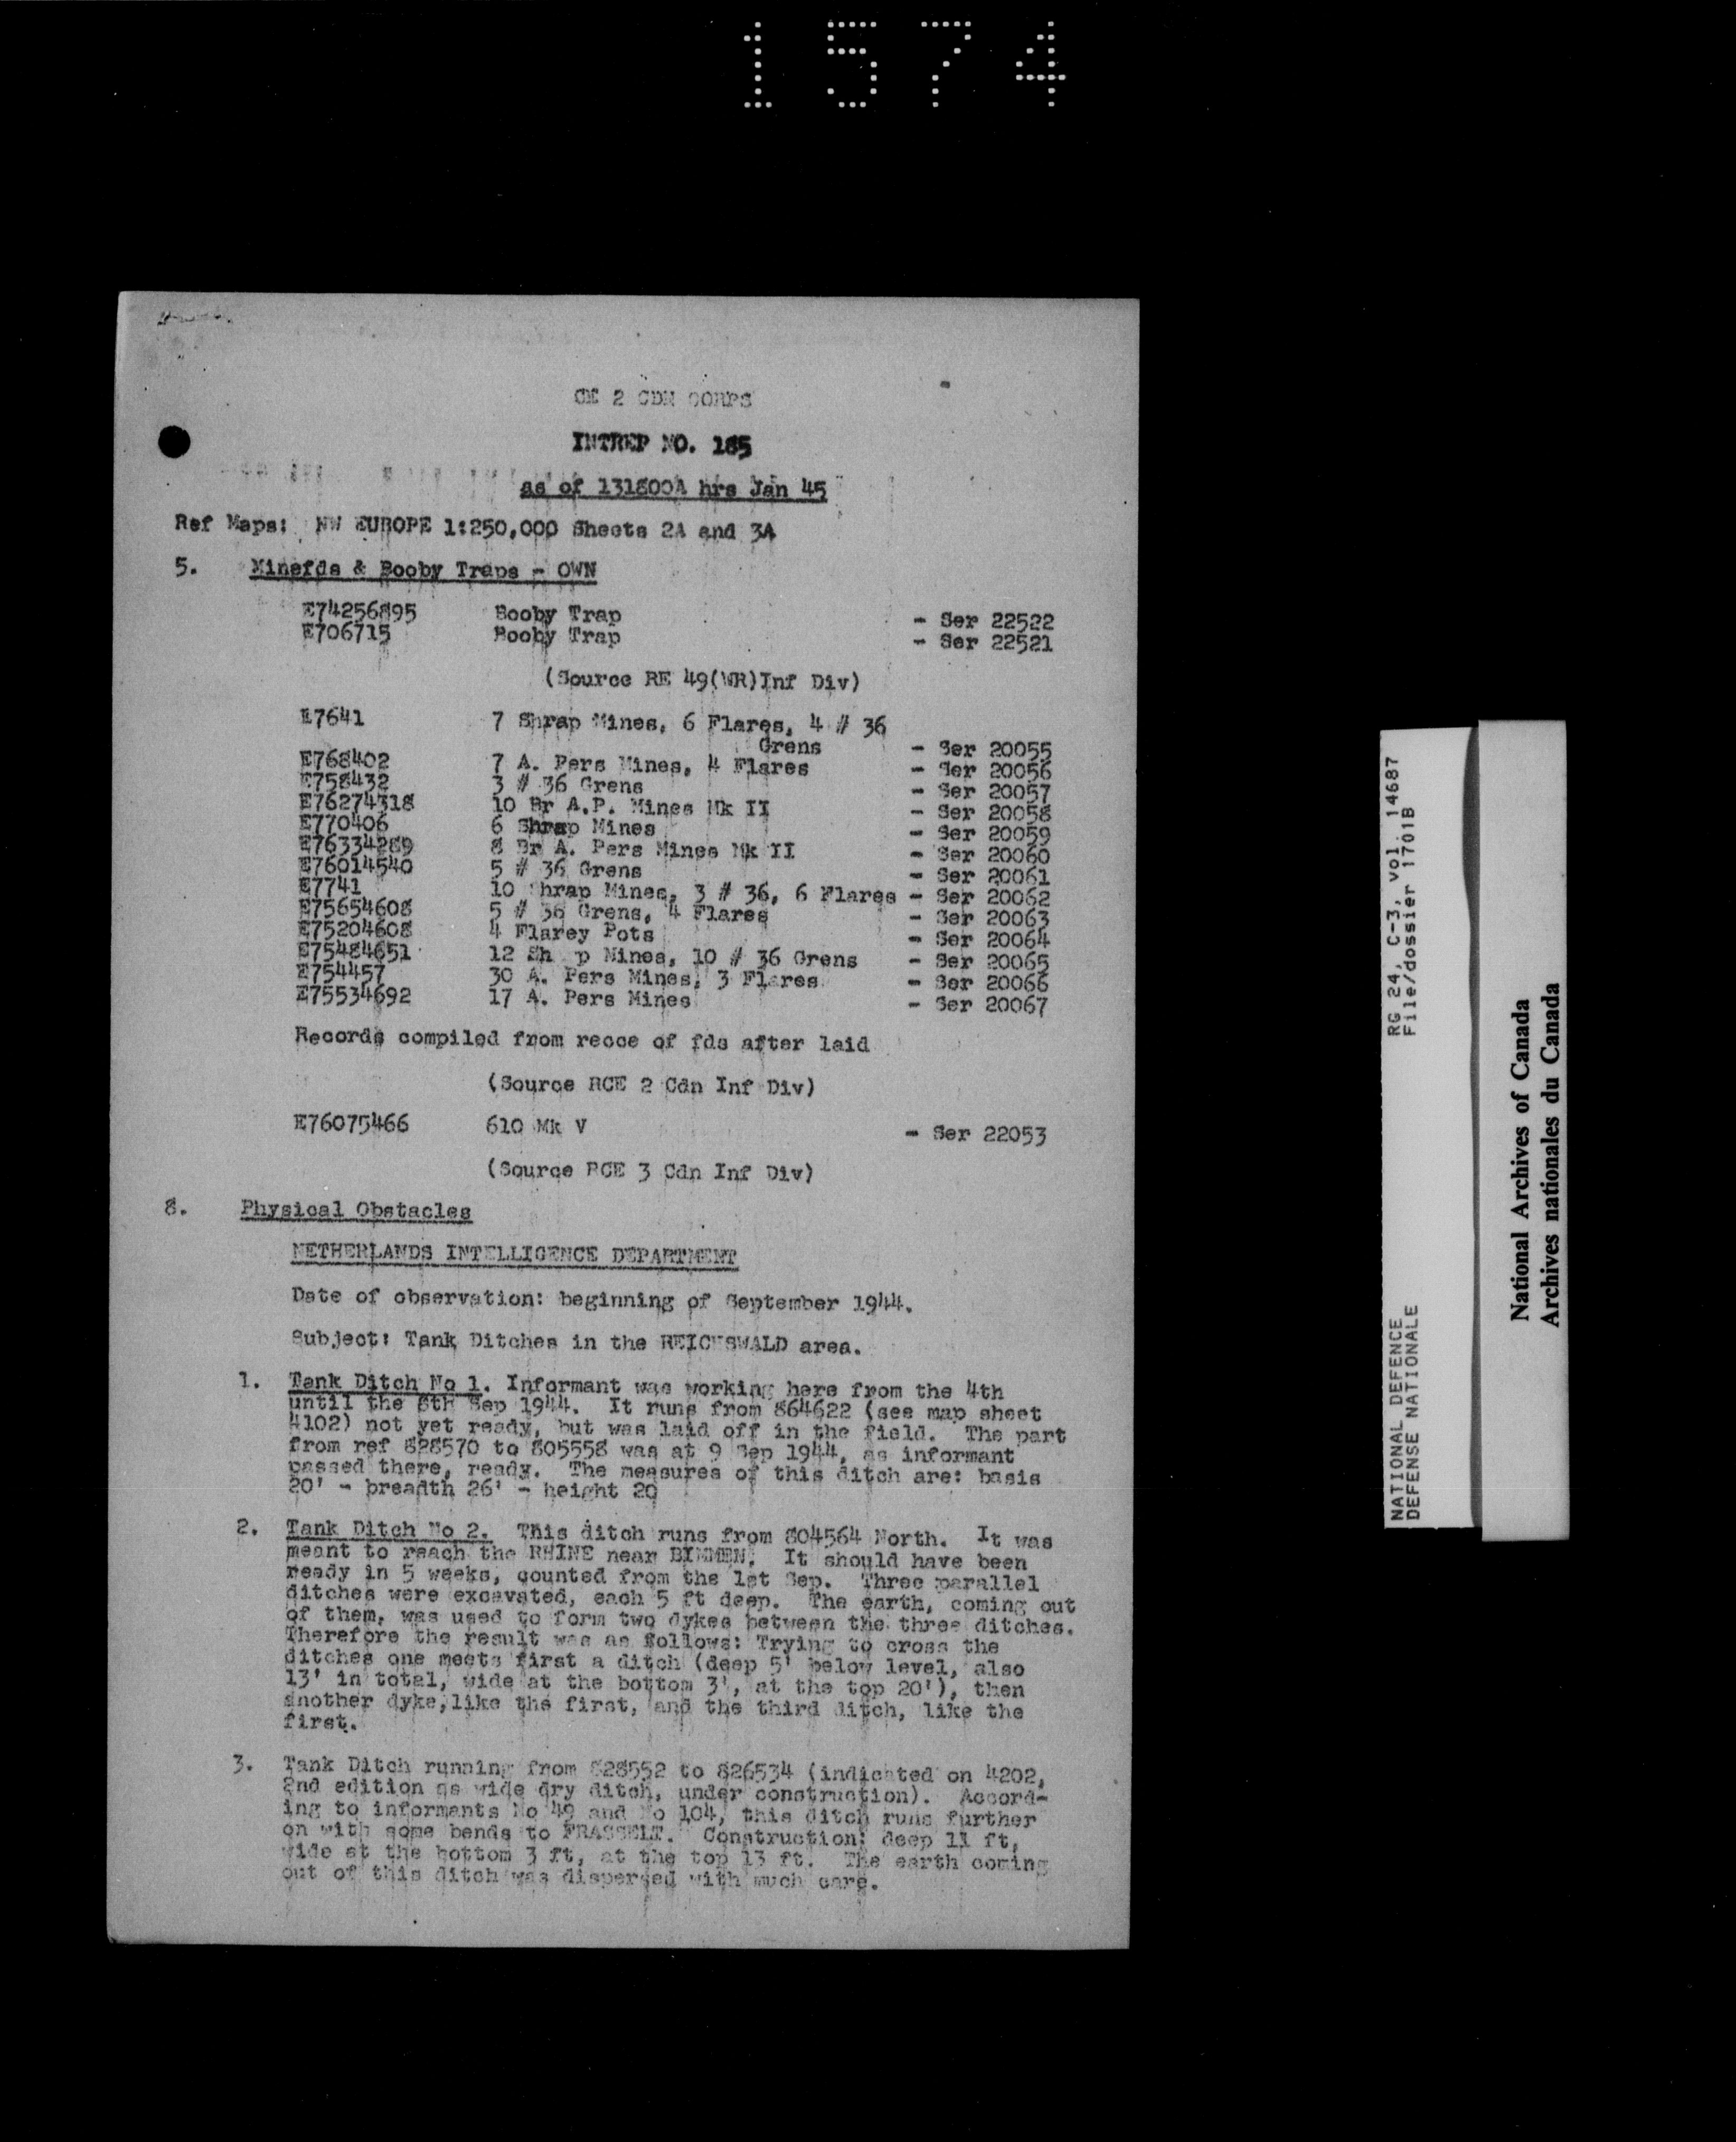 1574
CE 2 CDN CORPS
INTREP NO. 185
as of 131800A hrs Jan 45
Ref Maps: NW EUROPE 1:250,000 Sheets 2A and 3A
5. Minefds & Booby Traps - OWN
E74256895 Booby Trap - Ser 22522
E706715 Booby Trap - Ser 22521
(Source RE 49(WR)Inf Div)
E7641 7 Shrap Mines, 6 Flares, 4 # 36
Grens - Ser 20055
E768402 7 A. Pers Mines, 4 Flares - Ser 20056
E758432 3 # 36 Grens - Ser 20057
E76274318 10 Br A.P. Mines Mk II - Ser 20058
E770406 6 Shrap Mines - Ser 20059
E76334289 8 Br A. Pers Mines Mk II - Ser 20060
E76014540 5 # 36 Grens - Ser 20061
E7741 10 Shrap Mines, 3 # 36, 6 Flares - Ser 20062
E75654608 5 # 36 Grens, 4 Flares - Ser 20063
E75204608 4 Flarey Pots - Ser 20064
E75484651 12 Sh p Mines, 10 # 36 Grens - Ser 20065
E754457 30 A. Pers Mines, 3 Flares - Ser 20066
E75534692 17 A. Pers Mines - Ser 20067
Records compiled from recce of fds after laid
(Source RCE 2 Cdn Inf Div)
E76075466 610 Mk V - Ser 22053
(Source RCE 3 Cdn Inf Div)
8. Physical Obstacles
NETHERLANDS INTELLIGENCE DEPARTMENT
Date of observation: beginning of September 1944.
Subject: Tank Ditches in the REICHSWALD area.
1. Tank Ditch No 1. Informant was working here from the 4th
until the 8th Sep 1944. It runs from 864622 (see map sheet
4102) not yet ready, but was laid off in the field. The part
from ref 828570 to 805558 was at 9 Sep 1944, as informant
passed there, ready. The measures of this ditch are: basis
20' - breadth 26' - height 20
2. Tank Ditch No 2. This ditch runs from 804564 North. It was
meant to reach the RHINE near BIMMEN. It should have been
ready in 5 weeks, counted from the 1st Sep. Three parallel
ditches were excavated, each 5 ft deep. The earth, coming out
of them, was used to form two dykes between the three ditches.
Therefore the result was as follows: Trying to cross the
ditches one meets first a ditch (deep 5' below level, also
13' in total, wide at the bottom 3', at the top 20'), then
another dyke, like the first, and the third ditch, like the
first.
3. Tank Ditch running from 828552 to 826534 (indicated on 4202,
2nd edition as wide dry ditch, under construction). Accord-
ing to informants No 49 and No 104, this ditch runs further
on with some bends to FRASSELT. Construction: deep 11 ft,
wide at the bottom 3 ft, at the top 13 ft. The earth coming
out of this ditch was dispersed with much care.
RG 24, C-3, vol. 14687
File/dossier 1701B
NATIONAL DEFENCE
DEFENSE NATIONALE
National Archives of Canada
Archives nationales du Canada